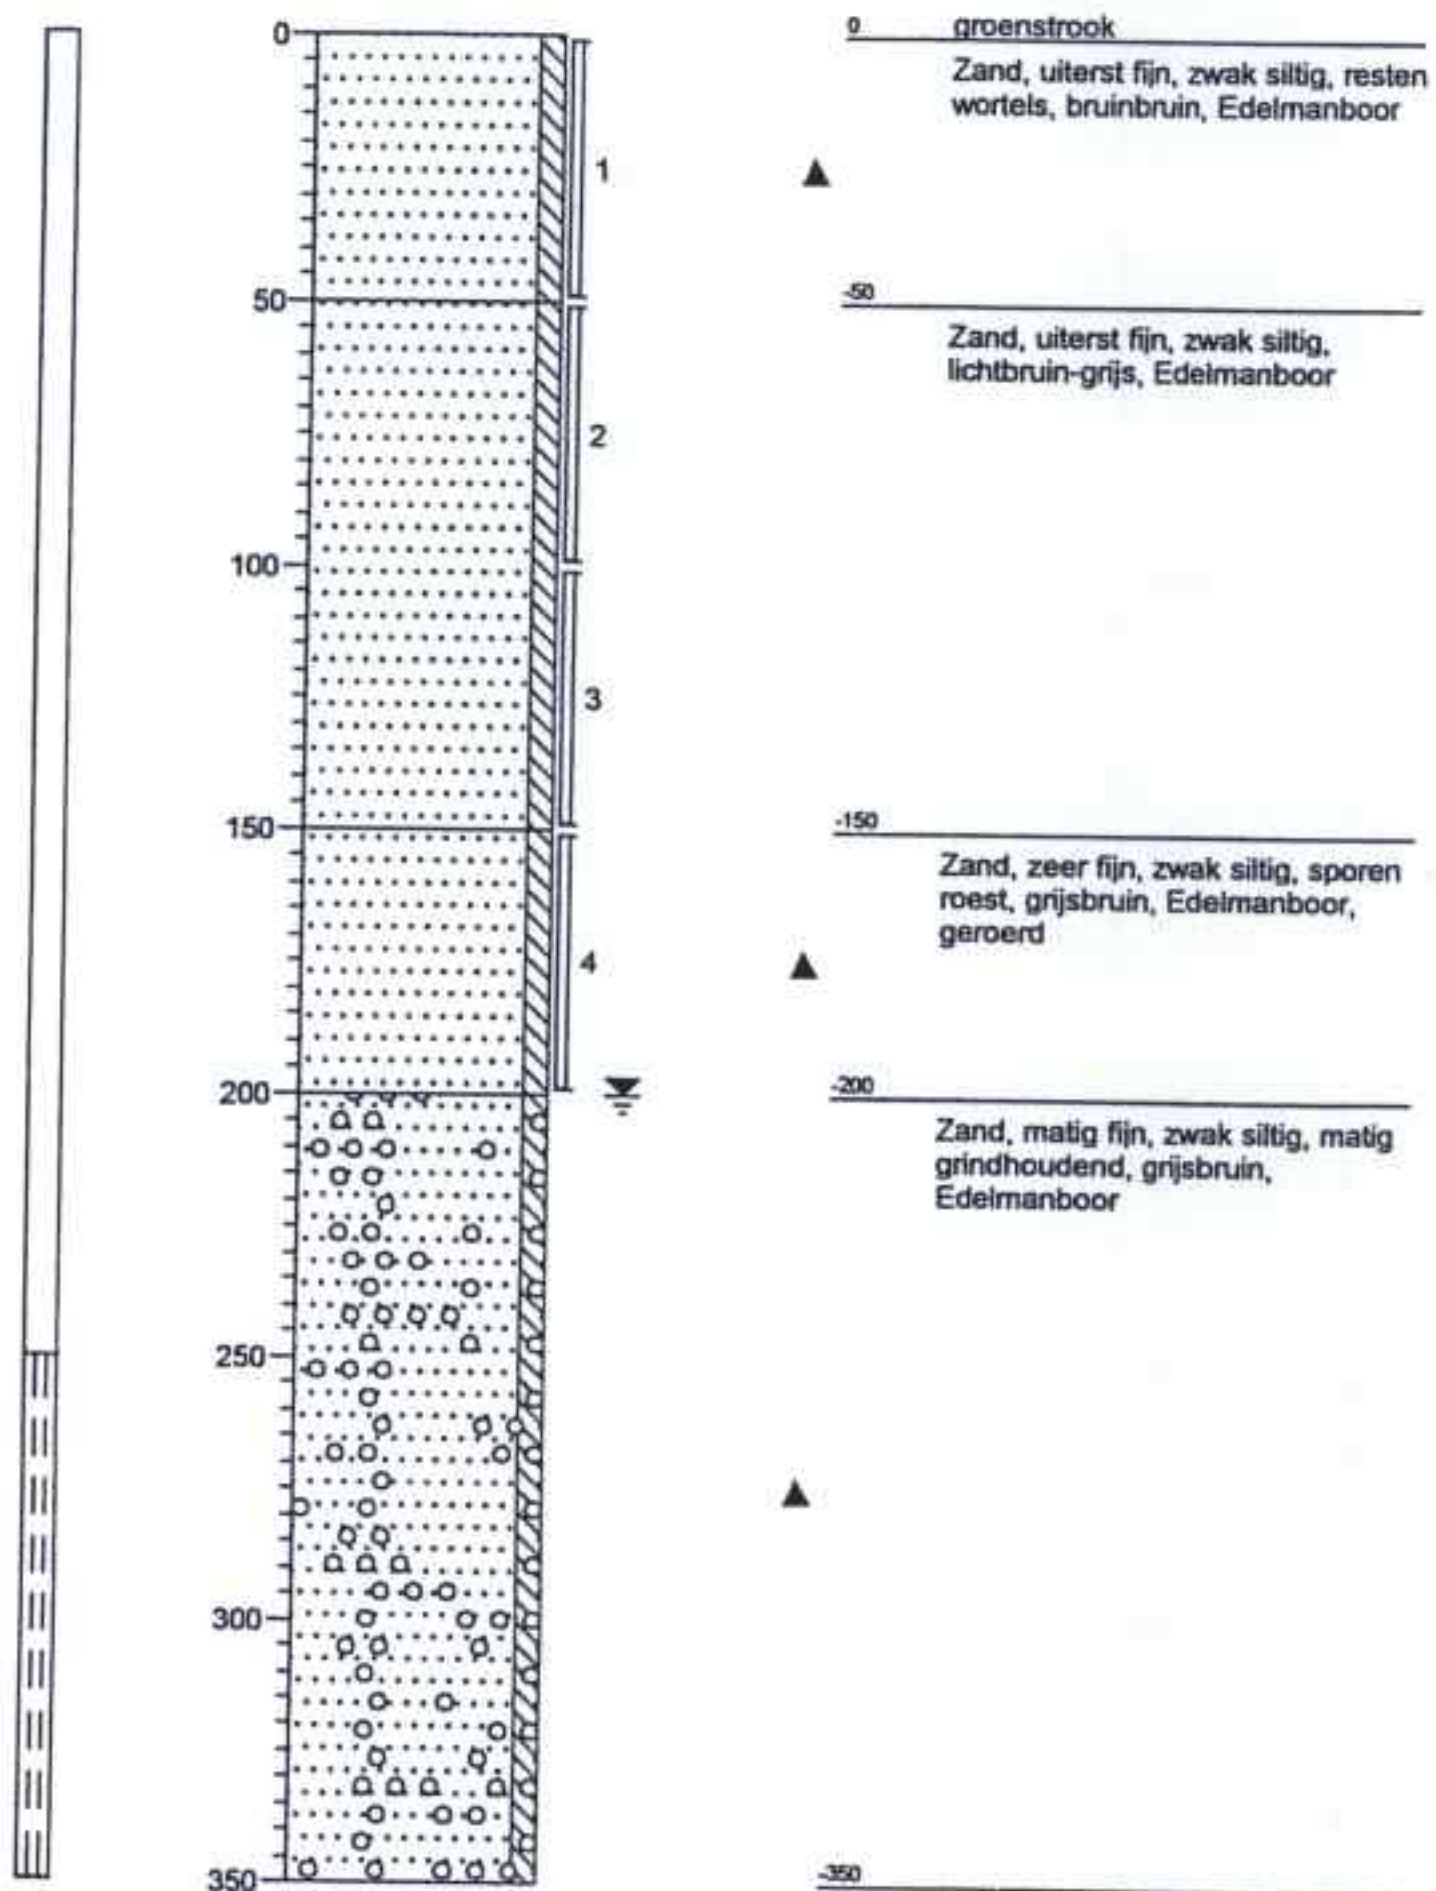 0
50
100
150
200
250
300
350
1
2
3
4
0 groenstrook
Zand, uiterst fijn, zwak siltig, resten
wortels, bruinbruin, Edelmanboor
-50
Zand, uiterst fijn, zwak siltig,
lichtbruin-grijs, Edelmanboor
-150
Zand, zeer fijn, zwak siltig, sporen
roest, grijsbruin, Edelmanboor,
geroerd
-200
Zand, matig fijn, zwak siltig, matig
grindhoudend, grijsbruin,
Edelmanboor
-350